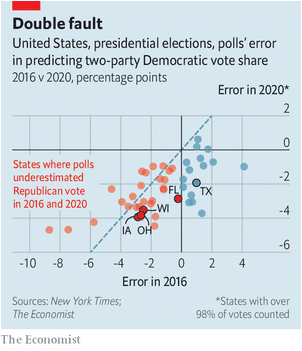 Double fault
United States, presidential elections, polls' error
in predicting two-party Democratic vote share
2016 v 2020, percentage points
Error in 2020*
2
0
-2
-4
-6
States where polls
underestimated
Republican vote
in 2016 and 2020
FL
TX
WI
IA
OH
-10
-8
-6
-4
-2
0
2
4
6
Error in 2016
Sources: New York Times;
The Economist
*States with over
98% of votes counted
The Economist